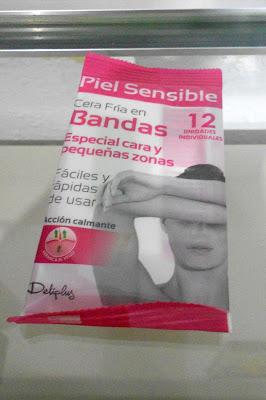 Piel Sensible
Cera Fría en
Bandas
12
UNIDADES
INDIVIDUALES
Especial cara y
pequeñas zonas
Fáciles y
rápidas
de usar
Acción calmante
Deliplus